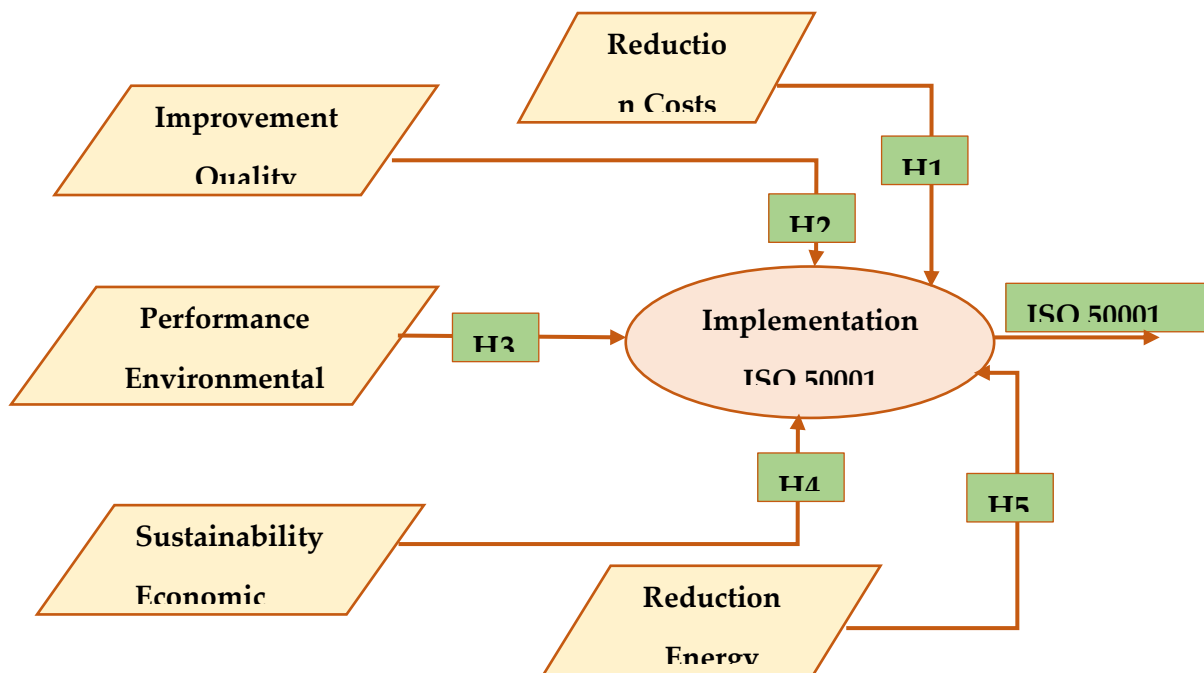 Reductio
n Costs
Improvement
Quality
H1
H2
Performance
Environmental
H3
Implementation
ISO 50001
ISO 50001
H4
H5
Sustainability
Economic
Reduction
Energy